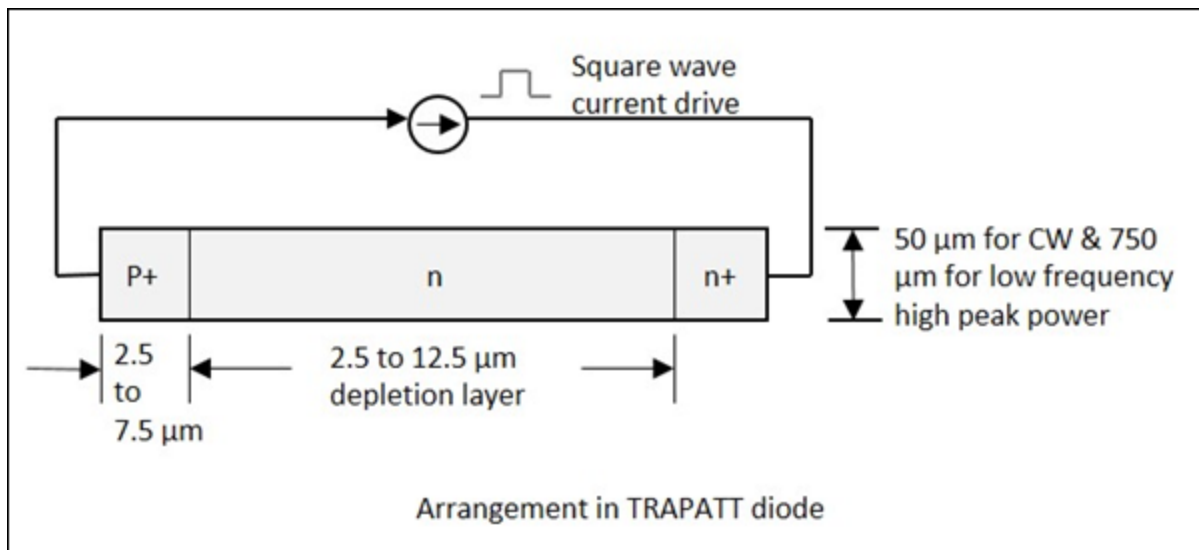 Square wave
current drive
P+
n
n+
50 μm for CW & 750
μm for low frequency
high peak power
2.5
to
7.5 μm
2.5 to 12.5 μm
depletion layer
Arrangement in TRAPATT diode